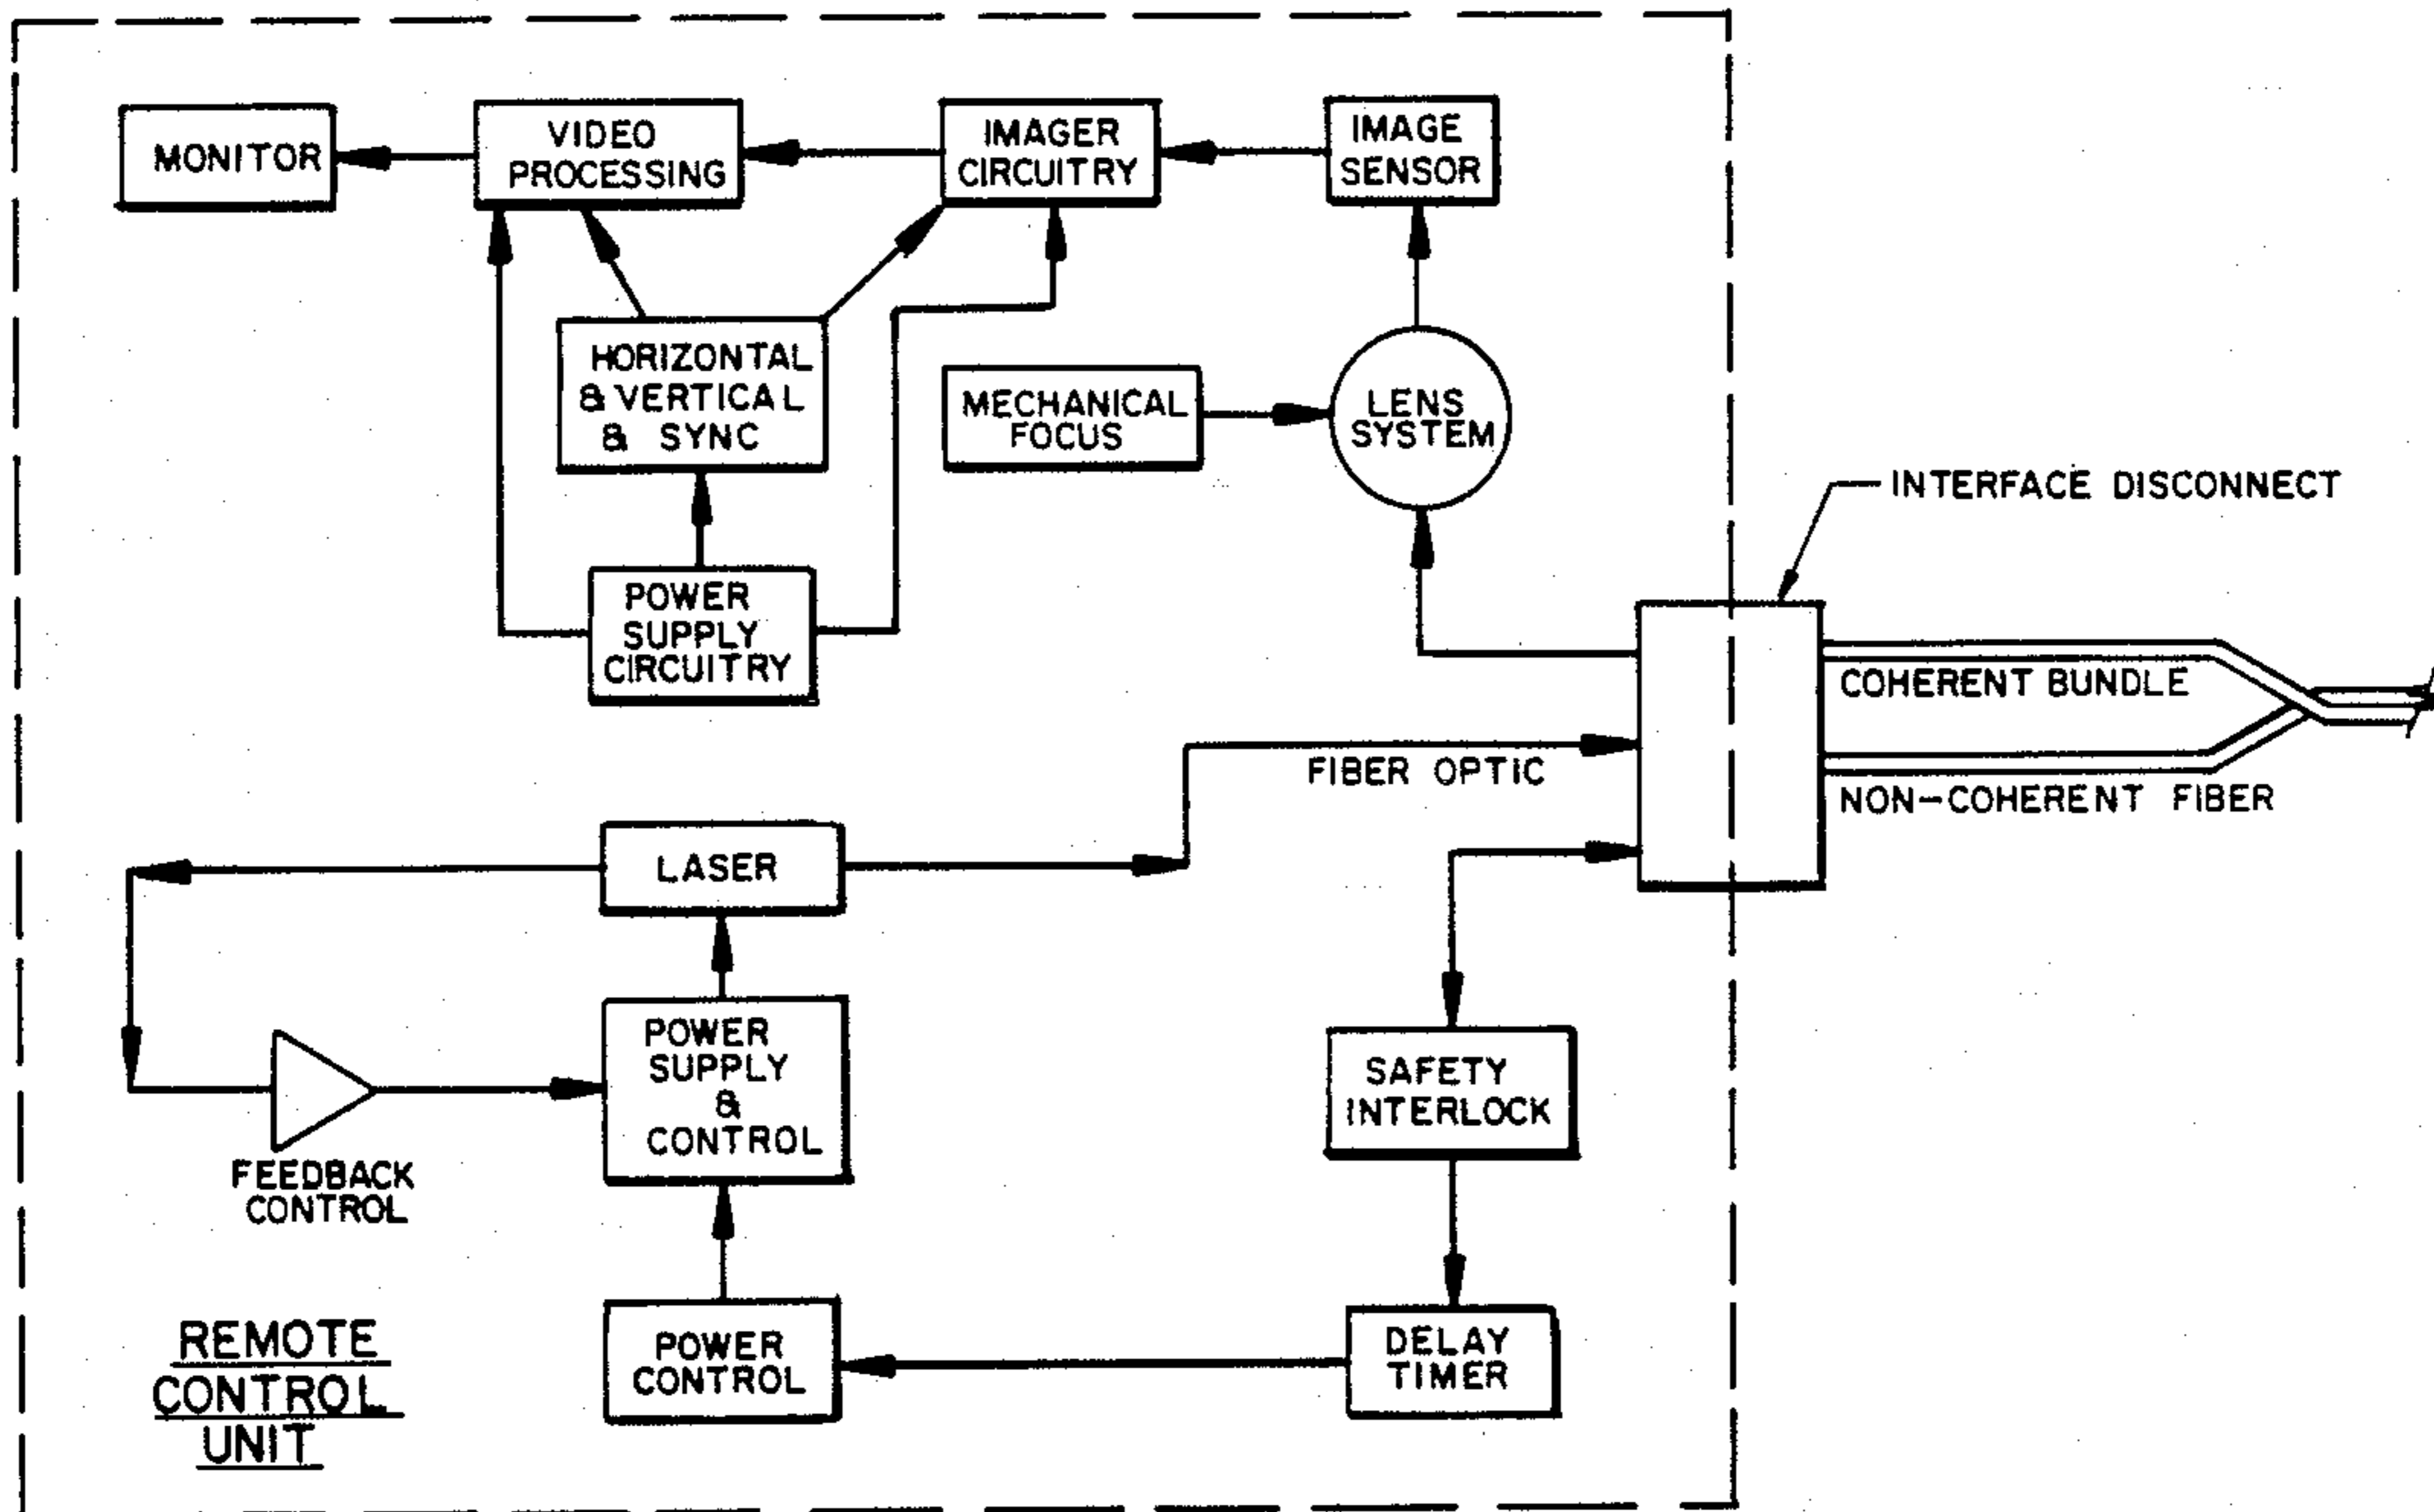 MONITOR
VIDEO
PROCESSING
IMAGER
CIRCUITRY
IMAGE
SENSOR
HORIZONTAL
& VERTICAL
& SYNC
MECHANICAL
FOCUS
LENS
SYSTEM
INTERFACE DISCONNECT
POWER
SUPPLY
CIRCUITRY
COHERENT BUNDLE
FIBER OPTIC
NON-COHERENT FIBER
LASER
POWER
SUPPLY
&
CONTROL
SAFETY
INTERLOCK
FEEDBACK
CONTROL
REMOTE
CONTROL
UNIT
POWER
CONTROL
DELAY
TIMER